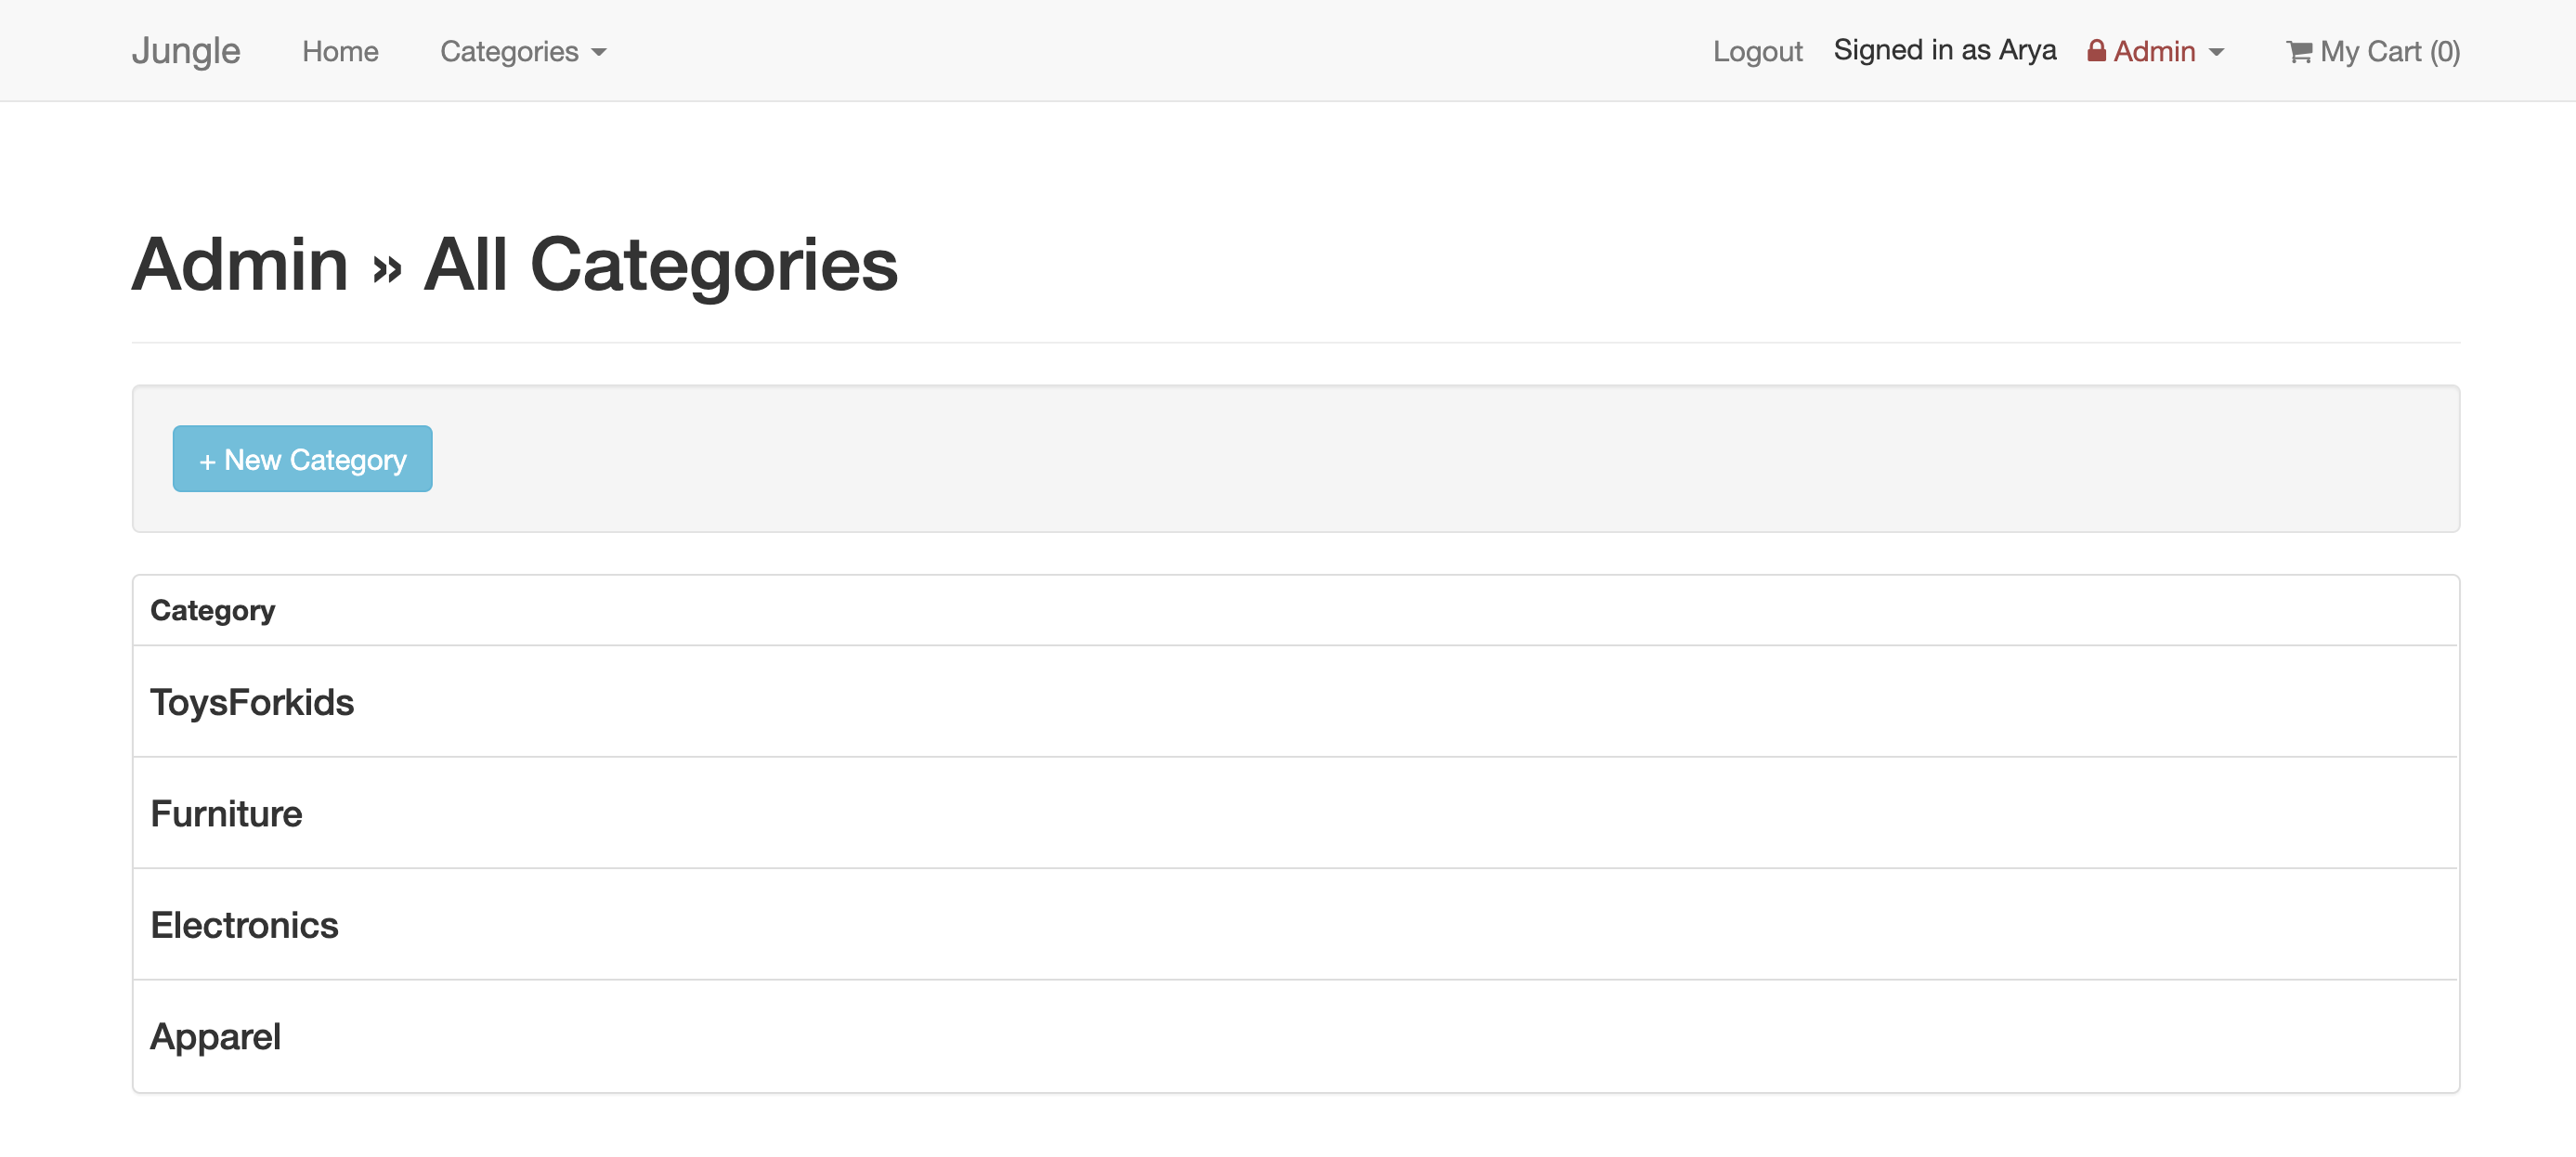 Jungle Home Categories Logout Signed in as Arya Admin My Cart (0)
Admin » All Categories
+ New Category
Category
ToysForkids
Furniture
Electronics
Apparel